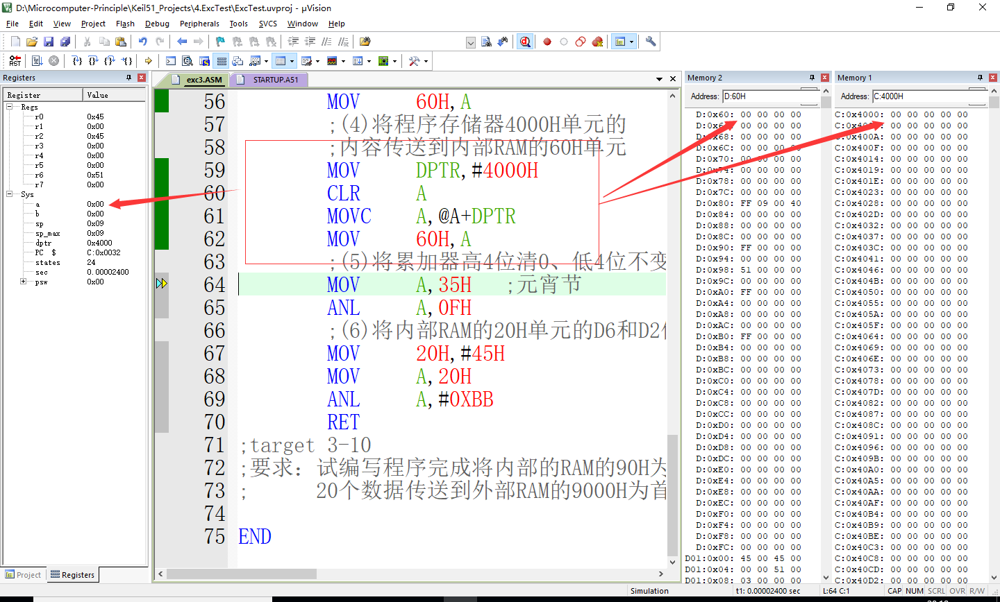 D:\Microcomputer-Principle\Keil51_Projects\4.ExcTest\ExcTest.uvproj - µVision
File Edit View Project Flash Debug Peripherals Tools SVCS Window Help
Registers
Register Value
Regs
r0 0x45
r1 0x00
r2 0x45
r3 0x00
r4 0x00
r5 0x00
r6 0x51
r7 0x00
Sys
a 0x00
b 0x00
sp 0x09
sp_max 0x09
dptr 0x4000
PC $ C:0x0032
states 24
sec 0.00002400
psw 0x00
Project Registers
exc3.ASM STARTUP.A51
56 MOV 60H,A
57 ;(4)将程序存储器4000H单元的
58 ;内容传送到内部RAM的60H单元
59 MOV DPTR,#4000H
60 CLR A
61 MOVC A,@A+DPTR
62 MOV 60H,A
63 ;(5)将累加器高4位清0、低4位不变
64 MOV A,35H ;元宵节
65 ANL A,0FH
66 ;(6)将内部RAM的20H单元的D6和D2
67 MOV 20H,#45H
68 MOV A,20H
69 ANL A,#0XBB
70 RET
71 ;target 3-10
72 ;要求：试编写程序完成将内部的RAM的90H为
73 ; 20个数据传送到外部RAM的9000H为首
74
75 END
Memory 2
Address: D:60H
D:0x60: 00 00 00 00
00 00 00 00
D:0x68: 00 00 00 00
D:0x6C: 00 00 00 00
D:0x70: 00 00 00 00
D:0x74: 00 00 00 00
D:0x78: 00 00 00 00
D:0x7C: 00 00 00 00
D:0x80: FF 09 00 40
D:0x84: 00 00 00 00
D:0x88: 00 00 00 00
D:0x8C: 00 00 00 00
D:0x90: FF 00 00 00
D:0x94: 00 00 00 00
D:0x98: 51 00 00 00
D:0x9C: 00 00 00 00
D:0xA0: FF 00 00 00
D:0xA4: 00 00 00 00
D:0xA8: 00 00 00 00
D:0xAC: 00 00 00 00
D:0xB0: FF 00 00 00
D:0xB4: 00 00 00 00
D:0xB8: 00 00 00 00
D:0xBC: 00 00 00 00
D:0xC0: 00 00 00 00
D:0xC4: 00 00 00 00
D:0xC8: 00 00 00 00
D:0xCC: 00 00 00 00
D:0xD0: 00 00 00 00
D:0xD4: 00 00 00 00
D:0xD8: 00 00 00 00
D:0xDC: 00 00 00 00
D:0xE0: 00 00 00 00
D:0xE4: 00 00 00 00
D:0xE8: 00 00 00 00
D:0xEC: 00 00 00 00
D:0xF0: 00 00 00 00
D:0xF4: 00 00 00 00
D:0xF8: 00 00 00 00
D:0xFC: 00 00 00 00
D01:0x00: 45 00 45 00
D01:0x04: 00 00 51 00
D01:0x08: 03 00 00 00
Memory 1
Address: C:4000H
C:0x4000: 00 00 00 00 00
00 00 00 00 00
C:0x400A: 00 00 00 00 00
C:0x400F: 00 00 00 00 00
C:0x4014: 00 00 00 00 00
C:0x4019: 00 00 00 00 00
C:0x401E: 00 00 00 00 00
C:0x4023: 00 00 00 00 00
C:0x4028: 00 00 00 00 00
C:0x402D: 00 00 00 00 00
C:0x4032: 00 00 00 00 00
C:0x4037: 00 00 00 00 00
C:0x403C: 00 00 00 00 00
C:0x4041: 00 00 00 00 00
C:0x4046: 00 00 00 00 00
C:0x404B: 00 00 00 00 00
C:0x4050: 00 00 00 00 00
C:0x4055: 00 00 00 00 00
C:0x405A: 00 00 00 00 00
C:0x405F: 00 00 00 00 00
C:0x4064: 00 00 00 00 00
C:0x4069: 00 00 00 00 00
C:0x406E: 00 00 00 00 00
C:0x4073: 00 00 00 00 00
C:0x4078: 00 00 00 00 00
C:0x407D: 00 00 00 00 00
C:0x4082: 00 00 00 00 00
C:0x4087: 00 00 00 00 00
C:0x408C: 00 00 00 00 00
C:0x4091: 00 00 00 00 00
C:0x4096: 00 00 00 00 00
C:0x409B: 00 00 00 00 00
C:0x40A0: 00 00 00 00 00
C:0x40A5: 00 00 00 00 00
C:0x40AA: 00 00 00 00 00
C:0x40AF: 00 00 00 00 00
C:0x40B4: 00 00 00 00 00
C:0x40B9: 00 00 00 00 00
C:0x40BE: 00 00 00 00 00
C:0x40C3: 00 00 00 00 00
C:0x40C8: 00 00 00 00 00
C:0x40CD: 00 00 00 00 00
C:0x40D2: 00 00 00 00 00
Simulation t1: 0.00002400 sec L:64 C:1 CAP NUM SCRL OVR R/W